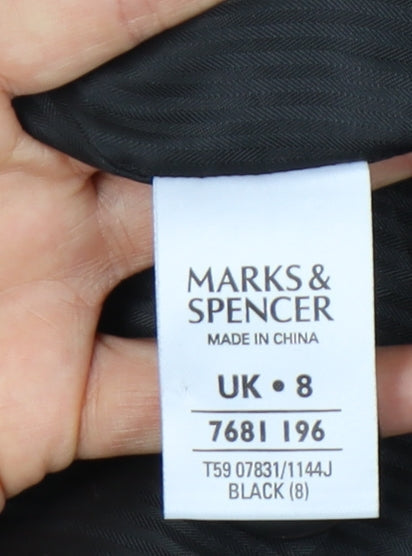 MARKS &
SPENCER
MADE IN CHINA
UK • 8
7681 196
T59 07831/1144J
BLACK (8)